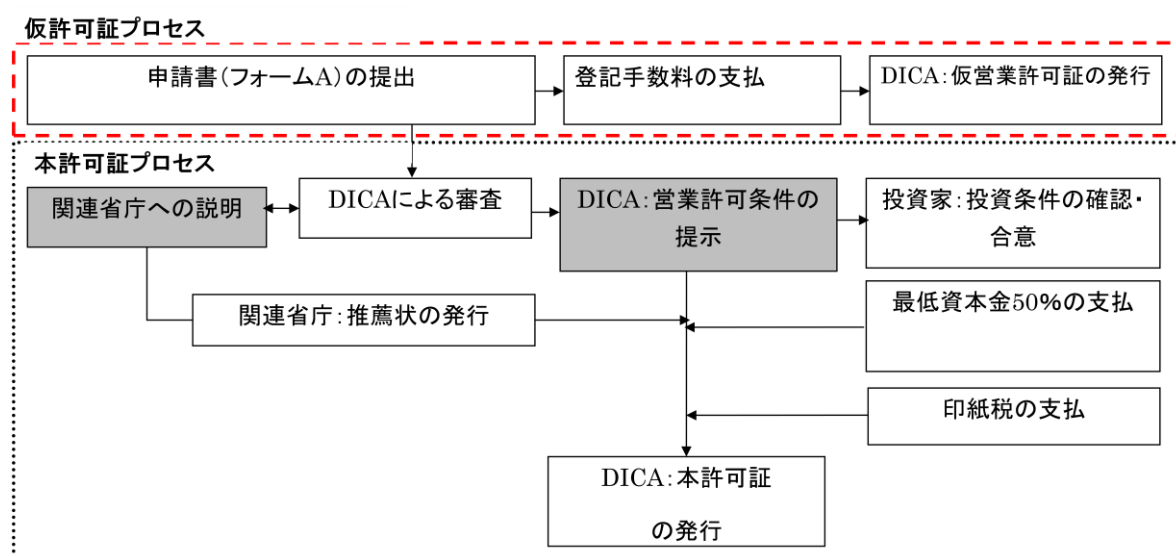 仮許可証プロセス
申請書(フォームA)の提出
登記手数料の支払
DICA:仮営業許可証の発行
本許可証プロセス
関連省庁への説明
DICAによる審査
DICA:営業許可条件の
提示
投資家:投資条件の確認・
合意
関連省庁:推薦状の発行
最低資本金50%の支払
印紙税の支払
DICA:本許可証
の発行